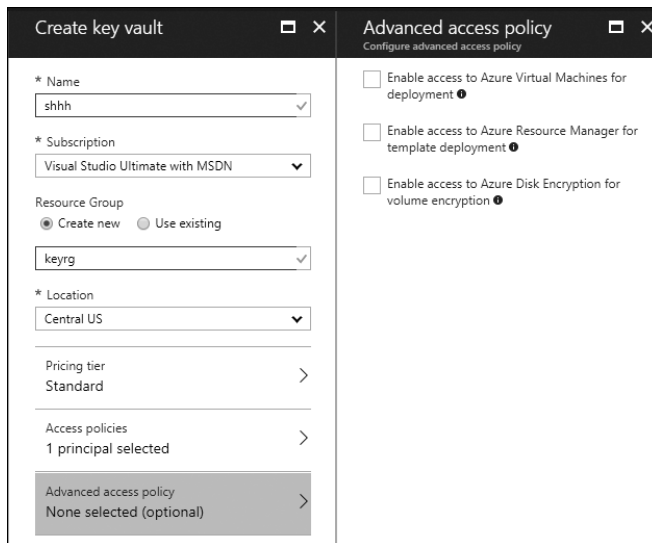 Create key vault
* Name
shhh
* Subscription
Visual Studio Ultimate with MSDN
Resource Group
Create new Use existing
keyrg
* Location
Central US
Pricing tier
Standard
Access policies
1 principal selected
Advanced access policy
None selected (optional)
Advanced access policy
Configure advanced access policy
Enable access to Azure Virtual Machines for
deployment
Enable access to Azure Resource Manager for
template deployment
Enable access to Azure Disk Encryption for
volume encryption